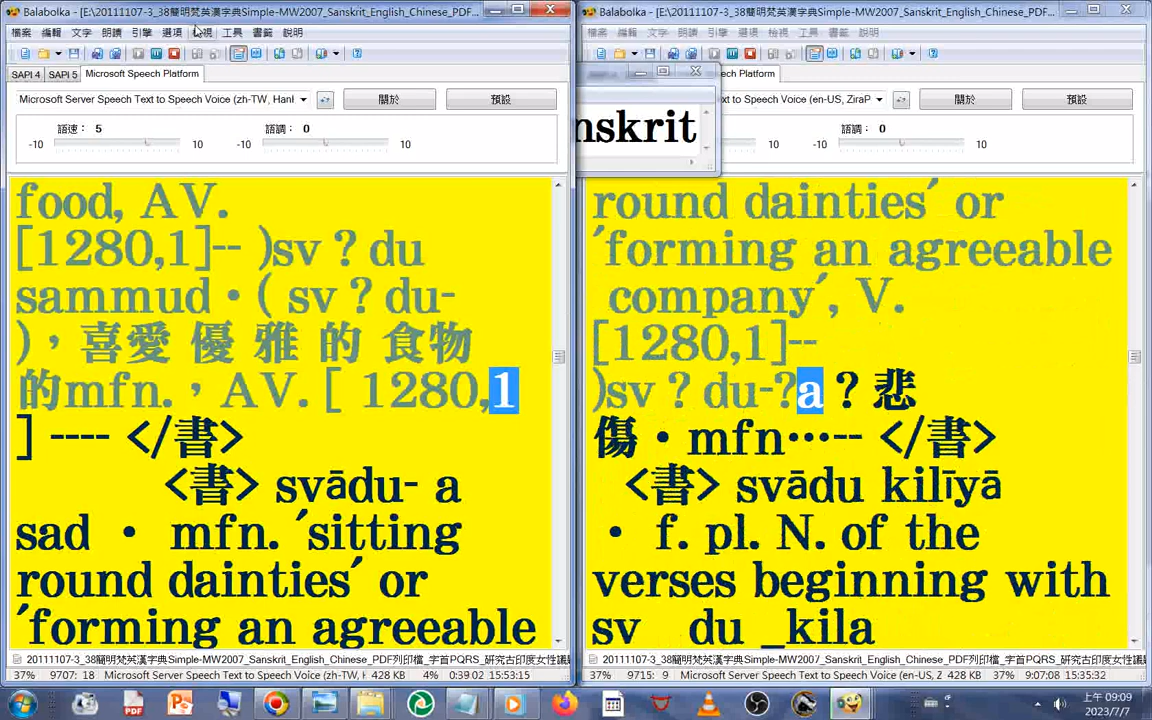 Balabolka - [E:\20111107-3_38簡明梵英漢字典Simple-MW2007_Sanskrit_English_Chinese_PDF...
檔案 編輯 文字 朗讀 引擎 選項 檢視 工具 書籤 說明
SAPI 4 SAPI 5 Microsoft Speech Platform
Microsoft Server Speech Text to Speech Voice (zh-TW, Hanl
關於 預設
語速： 5 語調： 0
-10 10 -10 10
food, AV.
[1280,1]-- )sv ? du
sammud • ( sv ? du-
)，喜愛 優 雅 的 食物
的mfn.，AV. [ 1280,1
] ---- </書>
<書> svādu- a
sad • mfn. 'sitting
round dainties' or
'forming an agreeable
20111107-3_38簡明梵英漢字典Simple-MW2007_Sanskrit_English_Chinese_PDF列印檔_字首PQRS_研究古印度女性議
37% 9707: 18 Microsoft Server Speech Text to Speech Voice (zh-TW, 428 KB 4% 0:39:02 15:53:15
Balabolka - [E:\20111107-3_38簡明梵英漢字典Simple-MW2007_Sanskrit_English_Chinese_PDF...
檔案 編輯 文字 朗讀 引擎 選項 檢視 工具 書籤 說明
nskrit
ech Platform
xt to Speech Voice (en-US, ZiraP
關於 預設
語調： 0
10 -10 10
round dainties' or
'forming an agreeable
company', V.
[1280,1]--
)sv ? du-?a ? 悲
傷 • mfn…-- </書>
<書> svādu kilīyā
• f. pl. N. of the
verses beginning with
sv _ du _kila
20111107-3_38簡明梵英漢字典Simple-MW2007_Sanskrit_English_Chinese_PDF列印檔_字首PQRS_研究古印度女性議
37% 9715: 9 Microsoft Server Speech Text to Speech Voice (en-US, Z 428 KB 37% 9:07:08 15:35:32
上午 09:09
2023/7/7